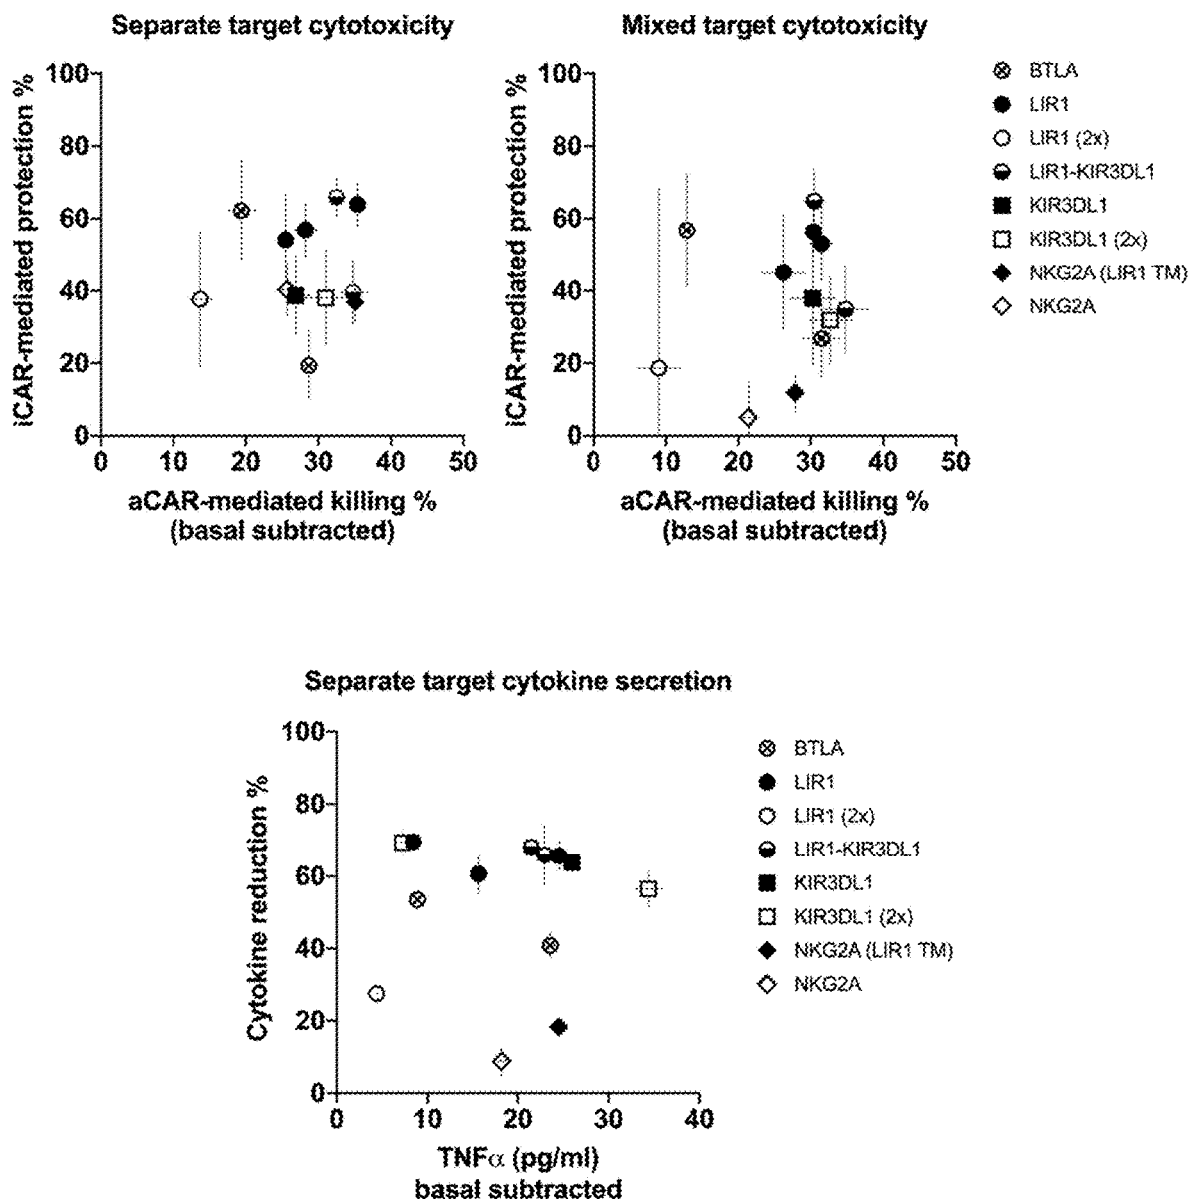 Separate target cytotoxicity
iCAR-mediated protection %
100
80
60
40
20
0
0 10 20 30 40 50
aCAR-mediated killing %
(basal subtracted)
Mixed target cytotoxicity
iCAR-mediated protection %
100
80
60
40
20
0
0 10 20 30 40 50
aCAR-mediated killing %
(basal subtracted)
BTLA
LIR1
LIR1 (2x)
LIR1-KIR3DL1
KIR3DL1
KIR3DL1 (2x)
NKG2A (LIR1 TM)
NKG2A
Separate target cytokine secretion
Cytokine reduction %
100
80
60
40
20
0
0 10 20 30 40
TNFα (pg/ml)
basal subtracted
BTLA
LIR1
LIR1 (2x)
LIR1-KIR3DL1
KIR3DL1
KIR3DL1 (2x)
NKG2A (LIR1 TM)
NKG2A